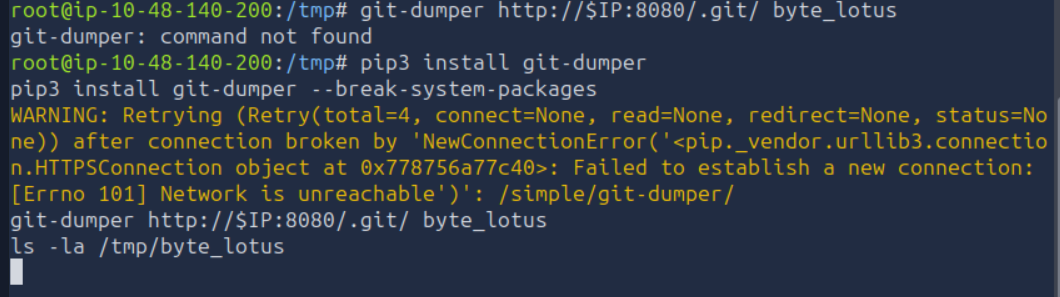 root@ip-10-48-140-200:/tmp# git-dumper http://$IP:8080/.git/ byte_lotus
git-dumper: command not found
root@ip-10-48-140-200:/tmp# pip3 install git-dumper
pip3 install git-dumper --break-system-packages
WARNING: Retrying (Retry(total=4, connect=None, read=None, redirect=None, status=No
ne)) after connection broken by 'NewConnectionError('<pip._vendor.urllib3.connectio
n.HTTPSConnection object at 0x778756a77c40>: Failed to establish a new connection:
[Errno 101] Network is unreachable')': /simple/git-dumper/
git-dumper http://$IP:8080/.git/ byte_lotus
ls -la /tmp/byte_lotus